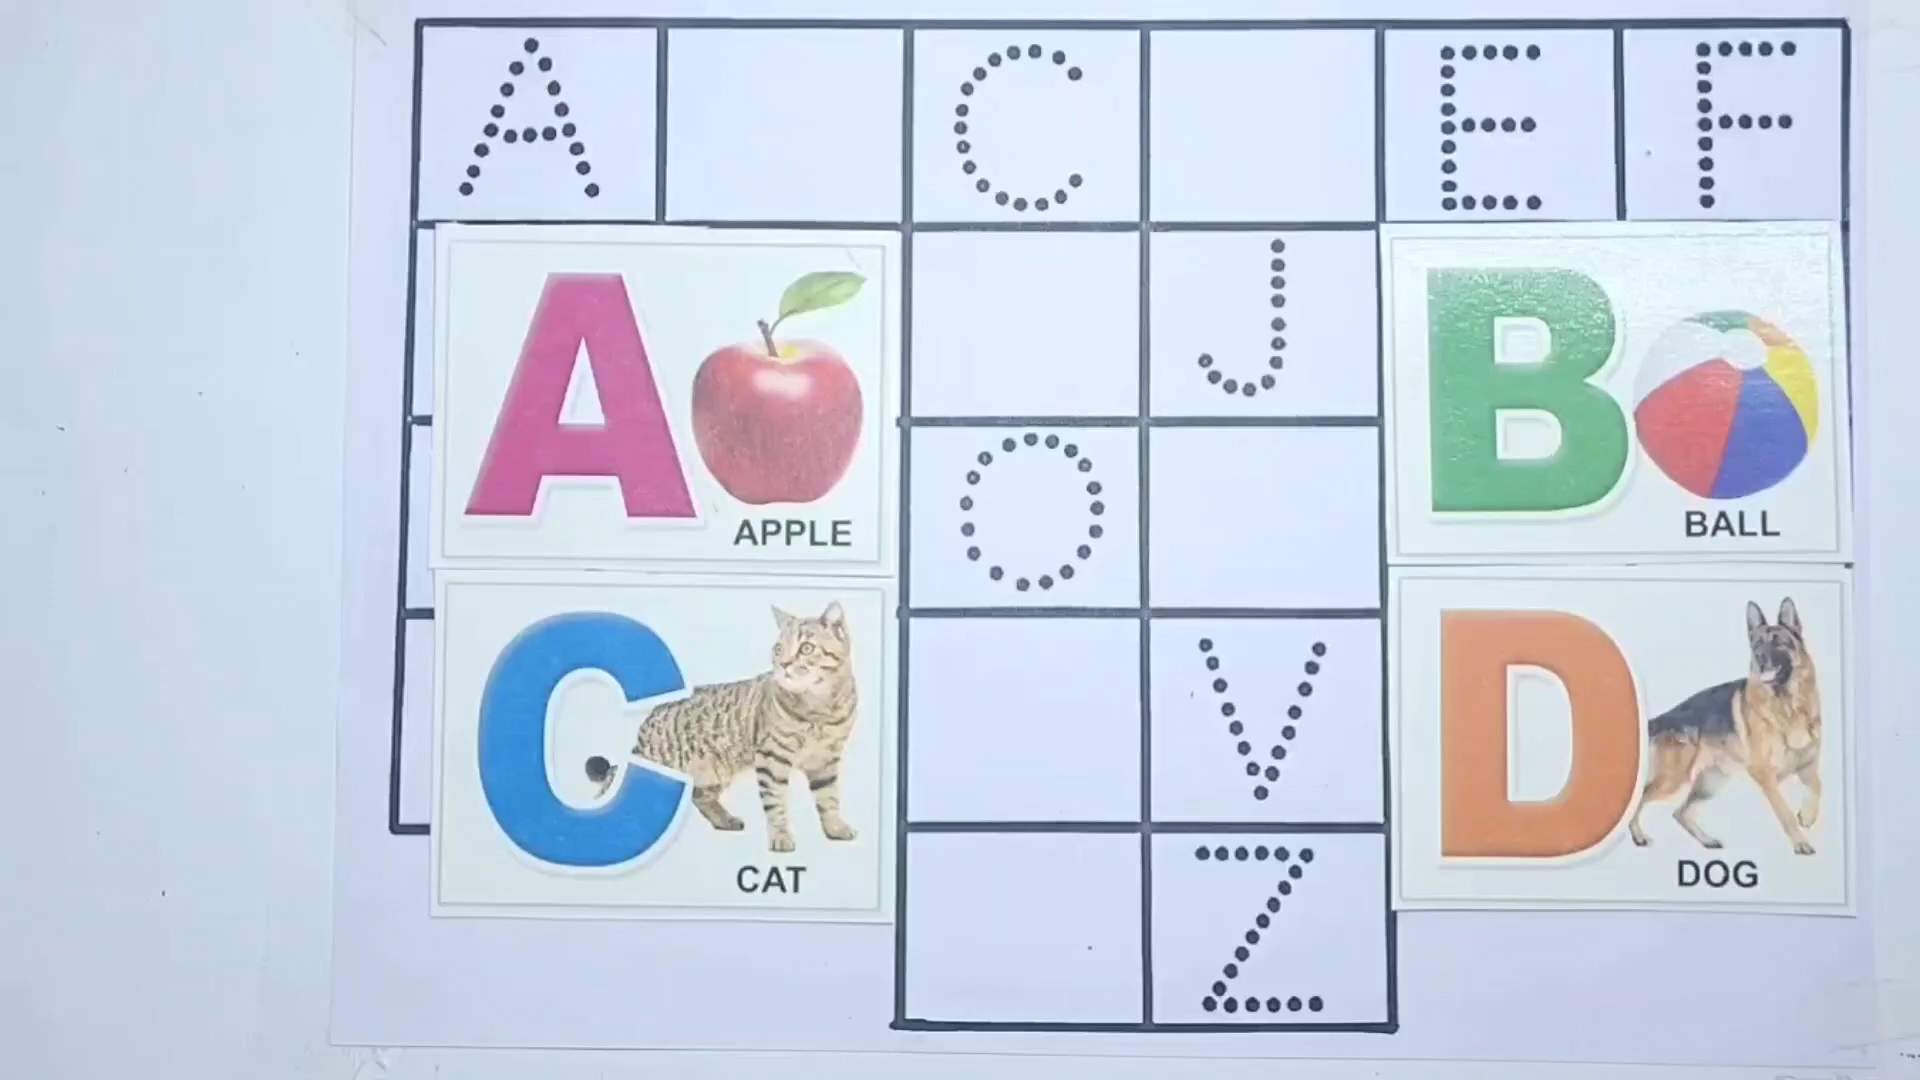 A C E F
J
A APPLE
B BALL
O
C CAT
D DOG
V
Z